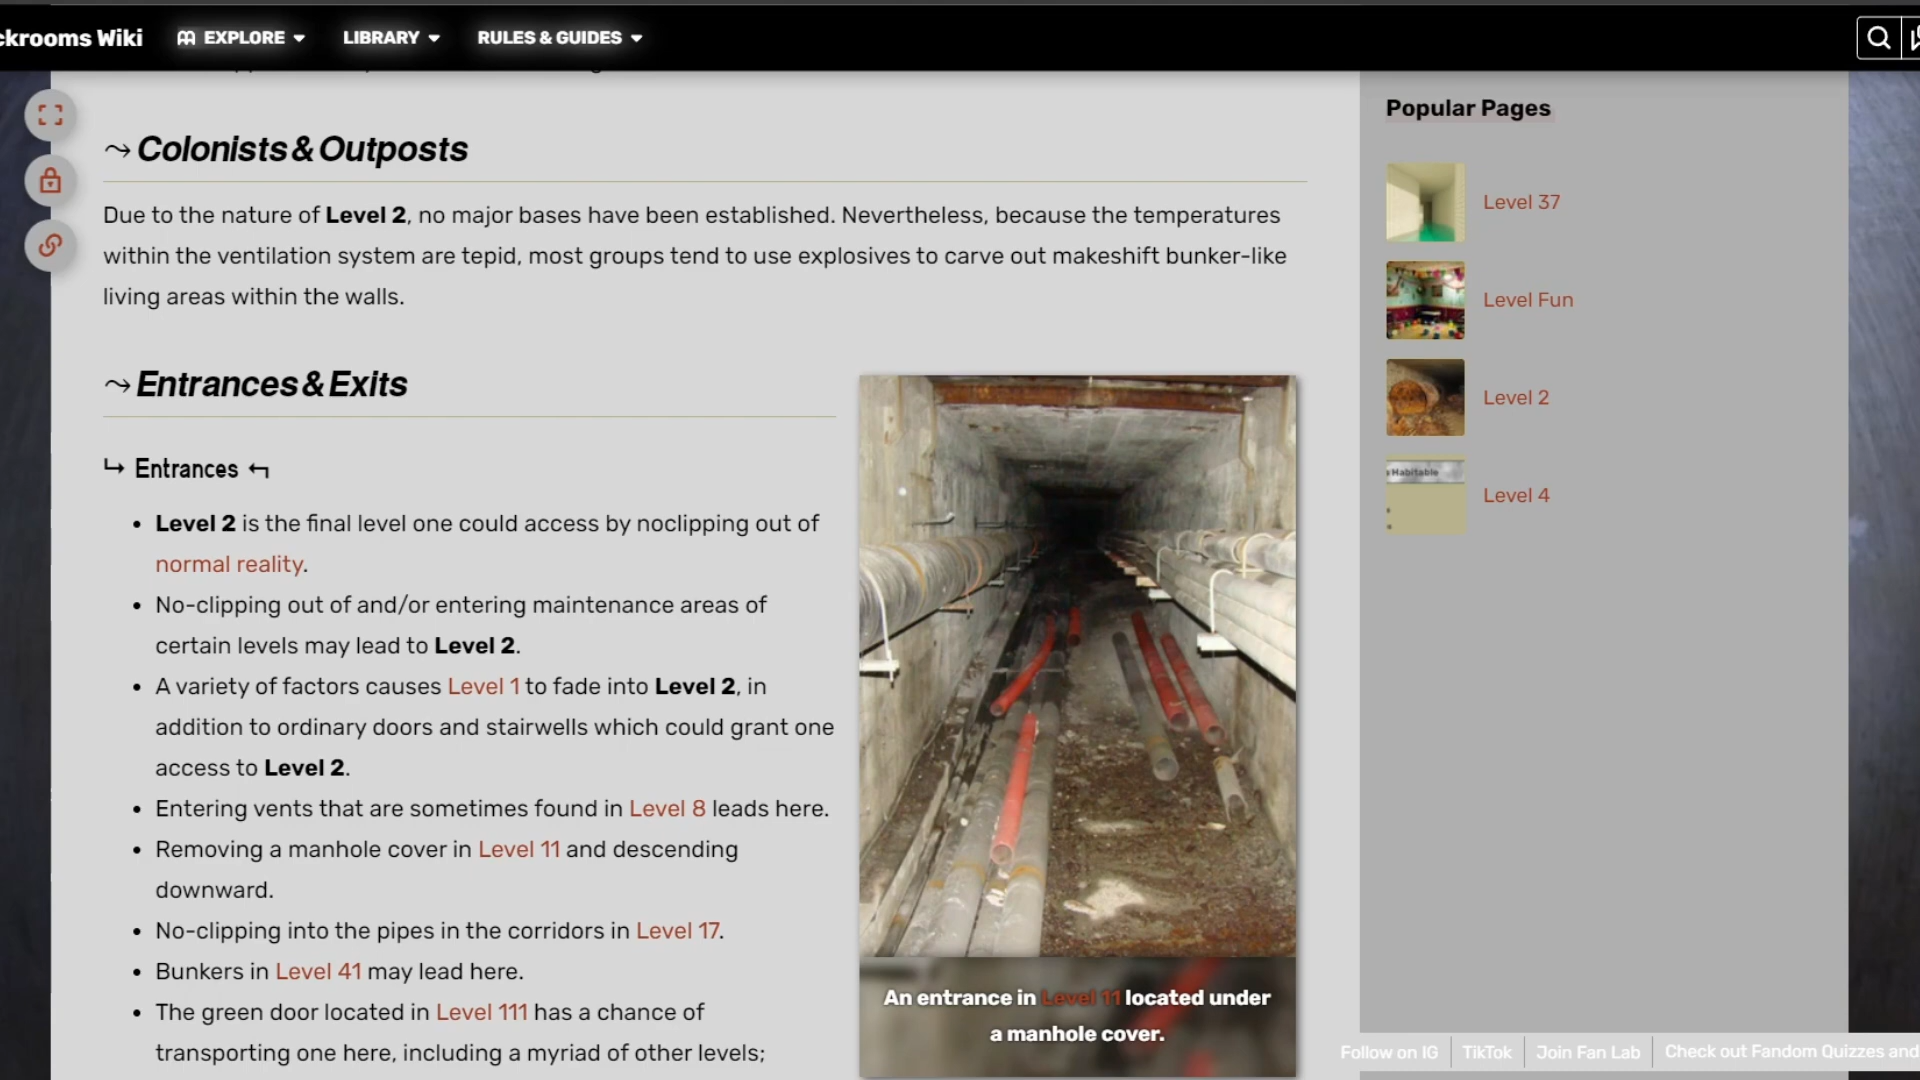 ckrooms Wiki
EXPLORE
LIBRARY
RULES & GUIDES
Colonists & Outposts
Due to the nature of Level 2, no major bases have been established. Nevertheless, because the temperatures
within the ventilation system are tepid, most groups tend to use explosives to carve out makeshift bunker-like
living areas within the walls.
Entrances & Exits
↪ Entrances ↩
• Level 2 is the final level one could access by noclipping out of
normal reality.
• No-clipping out of and/or entering maintenance areas of
certain levels may lead to Level 2.
• A variety of factors causes Level 1 to fade into Level 2, in
addition to ordinary doors and stairwells which could grant one
access to Level 2.
• Entering vents that are sometimes found in Level 8 leads here.
• Removing a manhole cover in Level 11 and descending
downward.
• No-clipping into the pipes in the corridors in Level 17.
• Bunkers in Level 41 may lead here.
• The green door located in Level 111 has a chance of
transporting one here, including a myriad of other levels;
An entrance in Level 11 located under
a manhole cover.
Popular Pages
Level 37
Level Fun
Level 2
Habitable
Level 4
Follow on IG
TikTok
Join Fan Lab
Check out Fandom Quizzes and